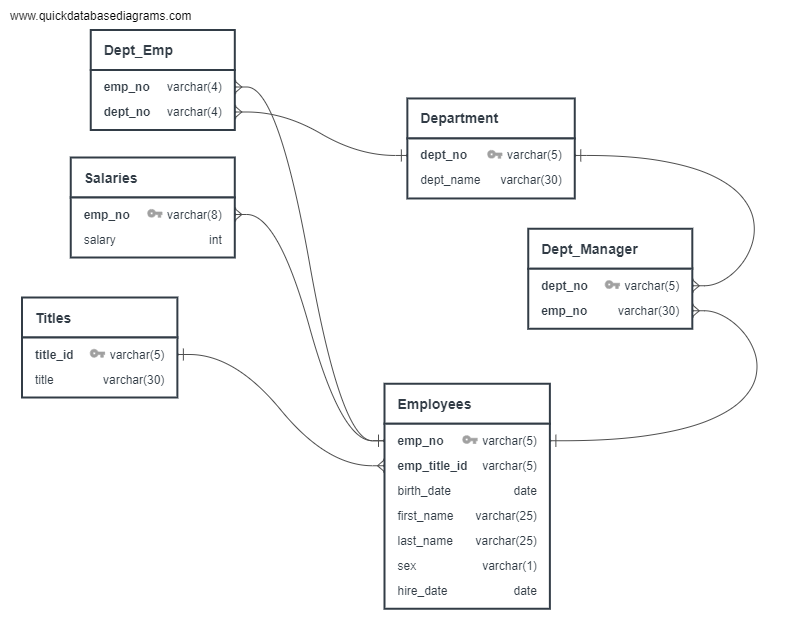 www.quickdatabasediagrams.com
Dept_Emp
emp_no varchar(4)
dept_no varchar(4)
Department
dept_no varchar(5)
dept_name varchar(30)
Salaries
emp_no varchar(8)
salary int
Dept_Manager
dept_no varchar(5)
emp_no varchar(30)
Titles
title_id varchar(5)
title varchar(30)
Employees
emp_no varchar(5)
emp_title_id varchar(5)
birth_date date
first_name varchar(25)
last_name varchar(25)
sex varchar(1)
hire_date date